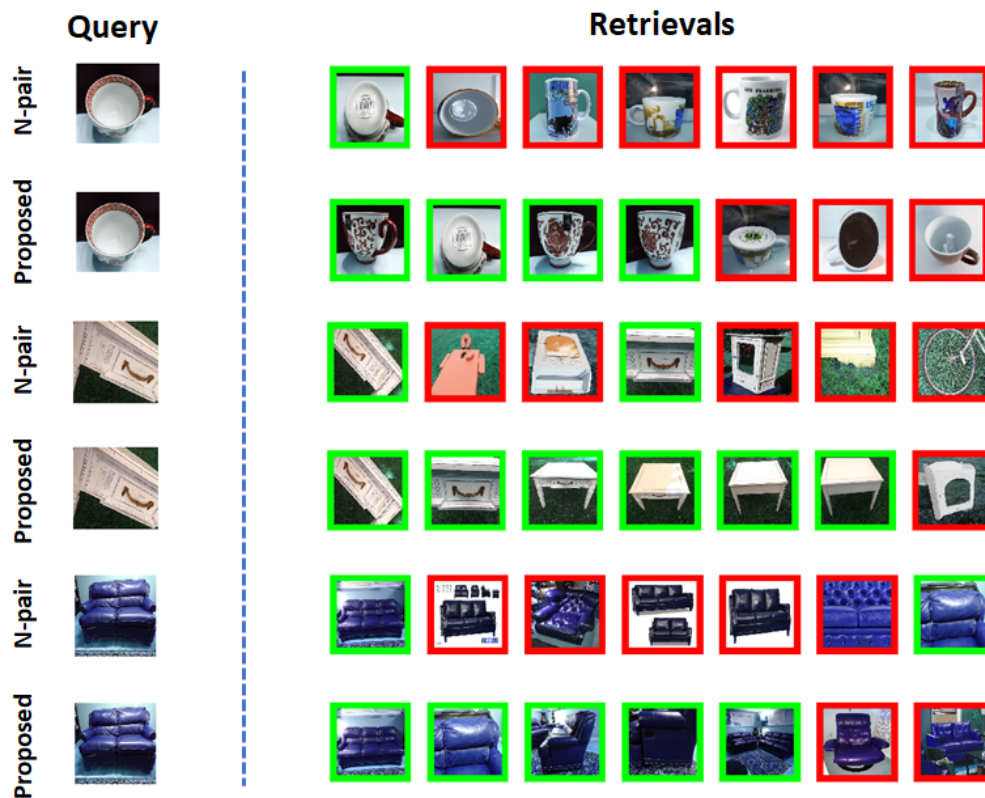 Query
Retrievals
N-pair
Proposed
N-pair
Proposed
N-pair
Proposed